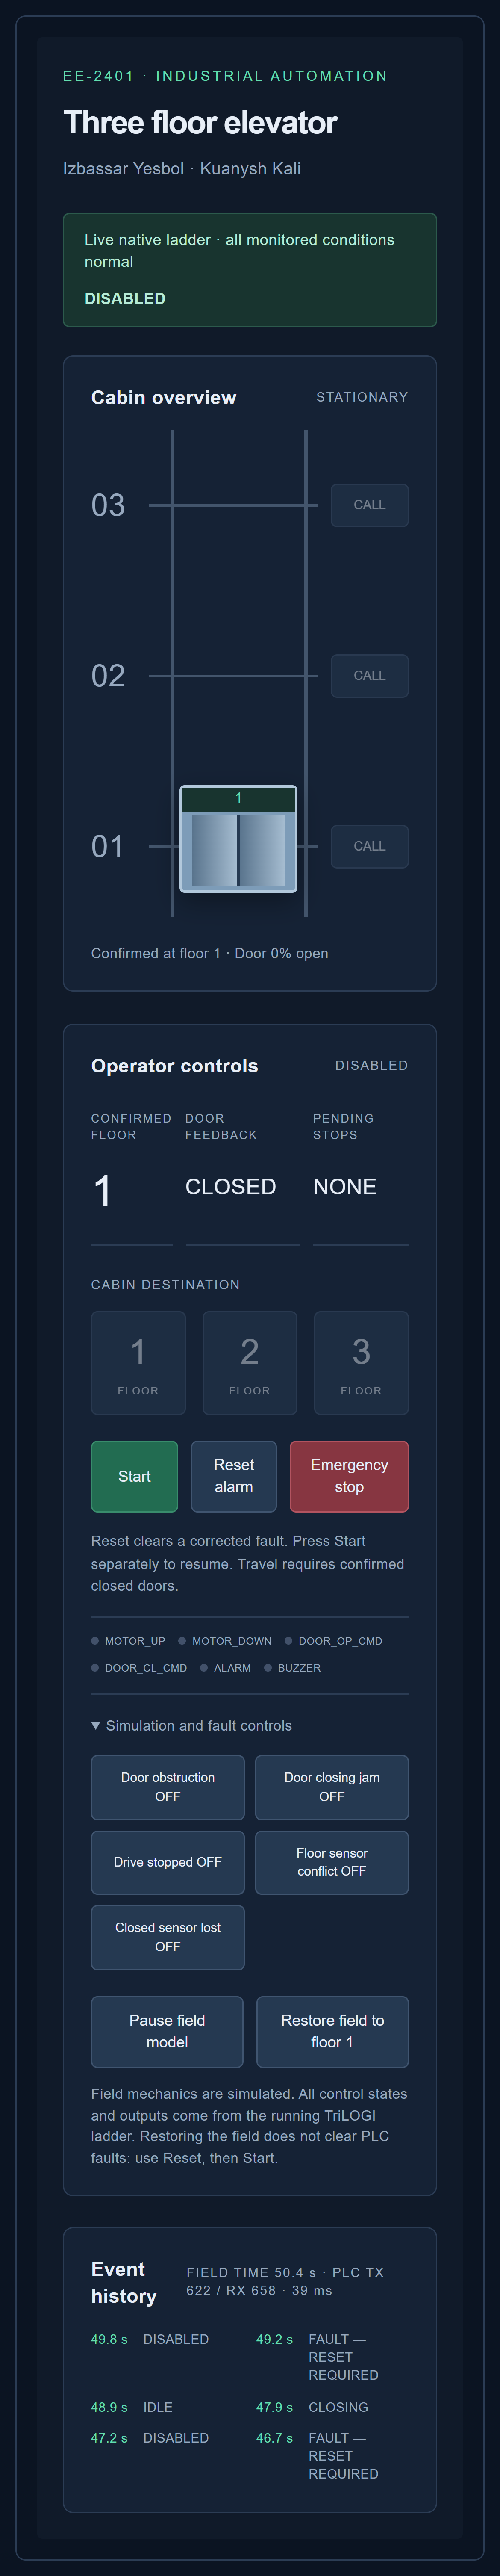 EE-2401 · INDUSTRIAL AUTOMATION
Three floor elevator
Izbassar Yesbol · Kuanysh Kali
Live native ladder · all monitored conditions
normal
DISABLED
Cabin overview
STATIONARY
03
CALL
02
CALL
1
01
CALL
Confirmed at floor 1 · Door 0% open
Operator controls
DISABLED
CONFIRMED
FLOOR
1
DOOR
FEEDBACK
CLOSED
PENDING
STOPS
NONE
CABIN DESTINATION
1
FLOOR
2
FLOOR
3
FLOOR
Start
Reset
alarm
Emergency
stop
Reset clears a corrected fault. Press Start
separately to resume. Travel requires confirmed
closed doors.
MOTOR_UP
MOTOR_DOWN
DOOR_OP_CMD
DOOR_CL_CMD
ALARM
BUZZER
▼ Simulation and fault controls
Door obstruction
OFF
Door closing jam
OFF
Drive stopped OFF
Floor sensor
conflict OFF
Closed sensor lost
OFF
Pause field
model
Restore field to
floor 1
Field mechanics are simulated. All control states
and outputs come from the running TriLOGI
ladder. Restoring the field does not clear PLC
faults: use Reset, then Start.
Event
history
FIELD TIME 50.4 s · PLC TX
622 / RX 658 · 39 ms
49.8 s DISABLED
49.2 s FAULT —
RESET
REQUIRED
48.9 s IDLE
47.9 s CLOSING
47.2 s DISABLED
46.7 s FAULT —
RESET
REQUIRED